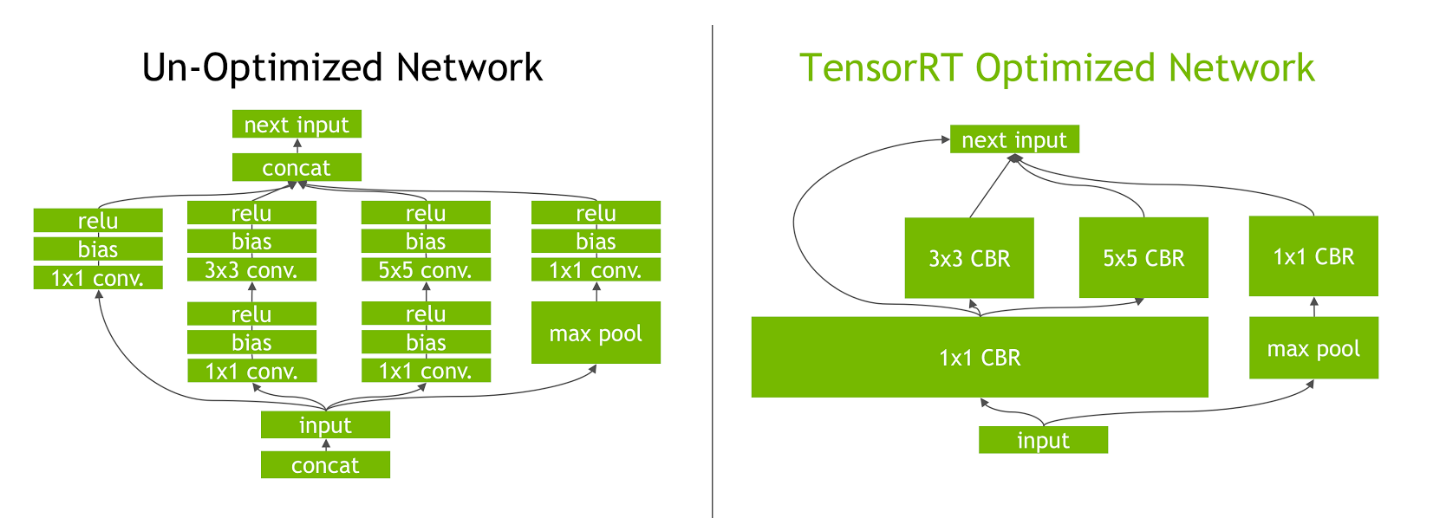 Un-Optimized Network
next input
concat
relu
bias
1x1 conv.
relu
bias
3x3 conv.
relu
bias
1x1 conv.
relu
bias
5x5 conv.
relu
bias
1x1 conv.
relu
bias
1x1 conv.
max pool
input
concat
TensorRT Optimized Network
next input
3x3 CBR
5x5 CBR
1x1 CBR
1x1 CBR
max pool
input